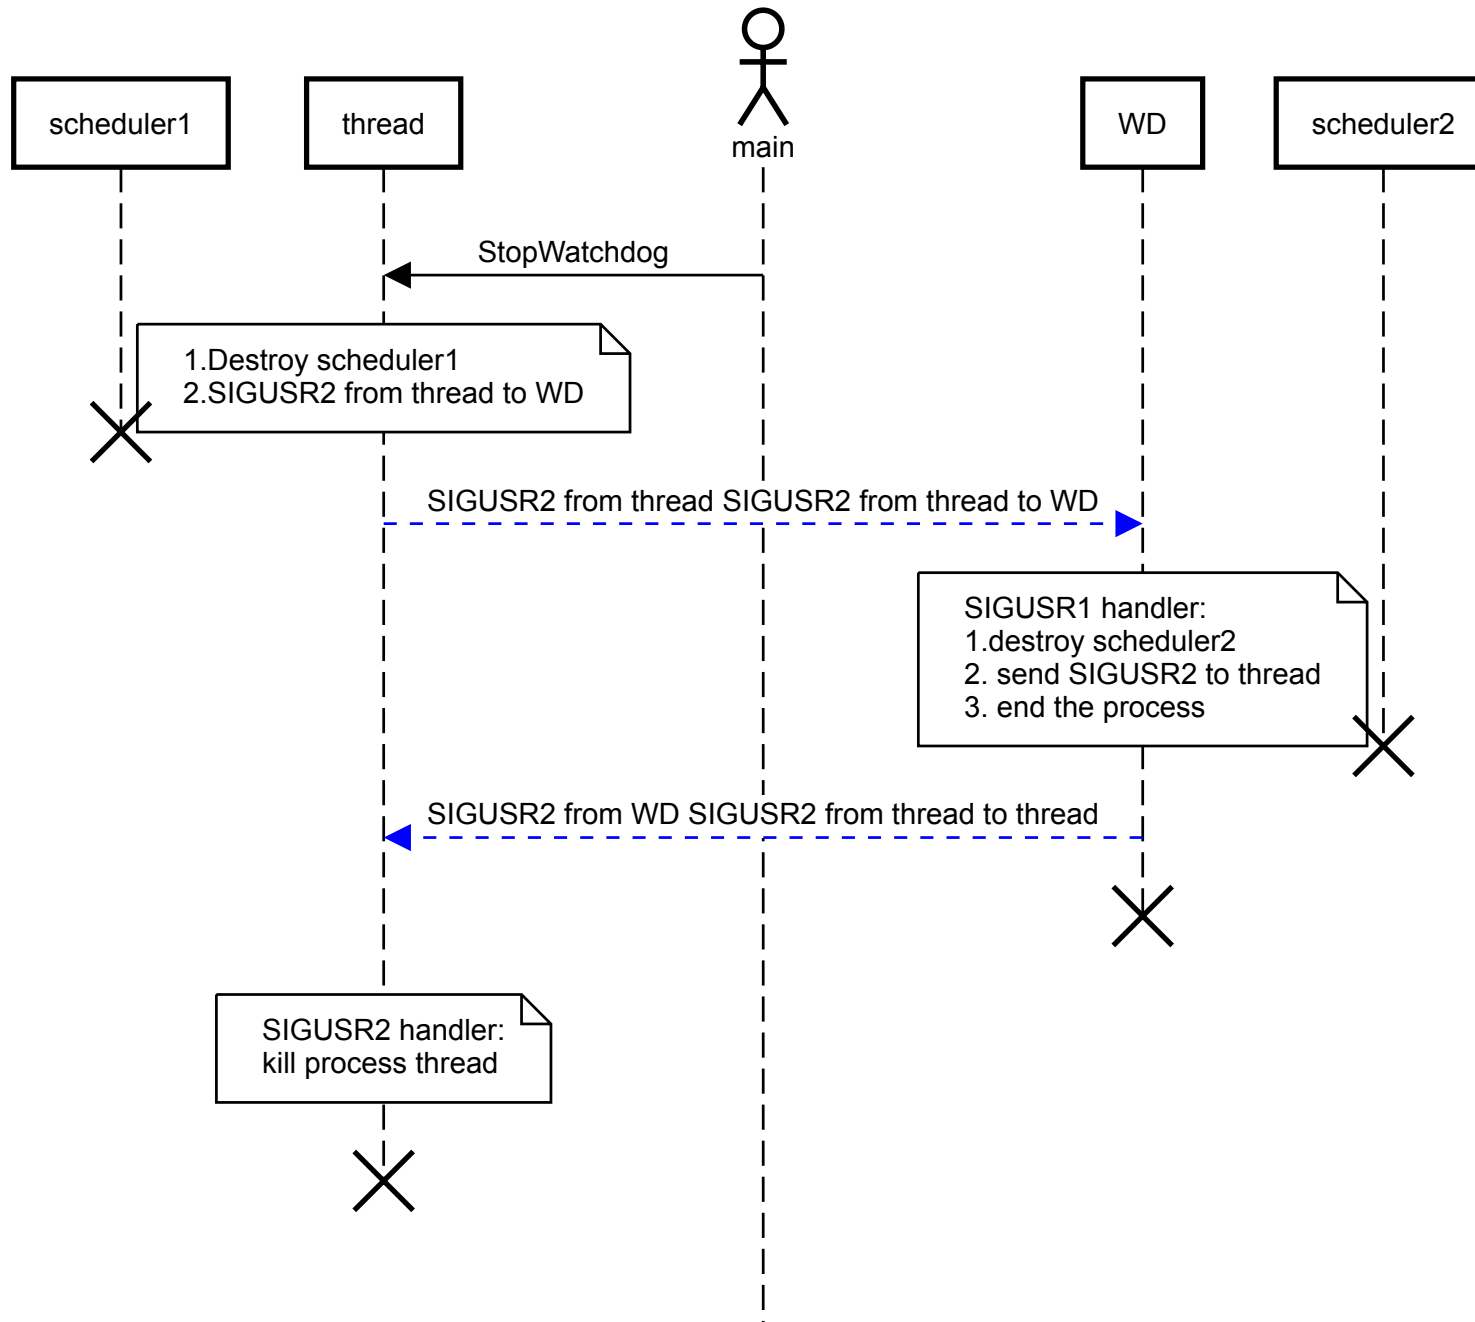 scheduler1
thread
main
WD
scheduler2
StopWatchdog
1.Destroy scheduler1
2.SIGUSR2 from thread to WD
SIGUSR2 from thread SIGUSR2 from thread to WD
SIGUSR1 handler:
1.destroy scheduler2
2. send SIGUSR2 to thread
3. end the process
SIGUSR2 from WD SIGUSR2 from thread to thread
SIGUSR2 handler:
kill process thread